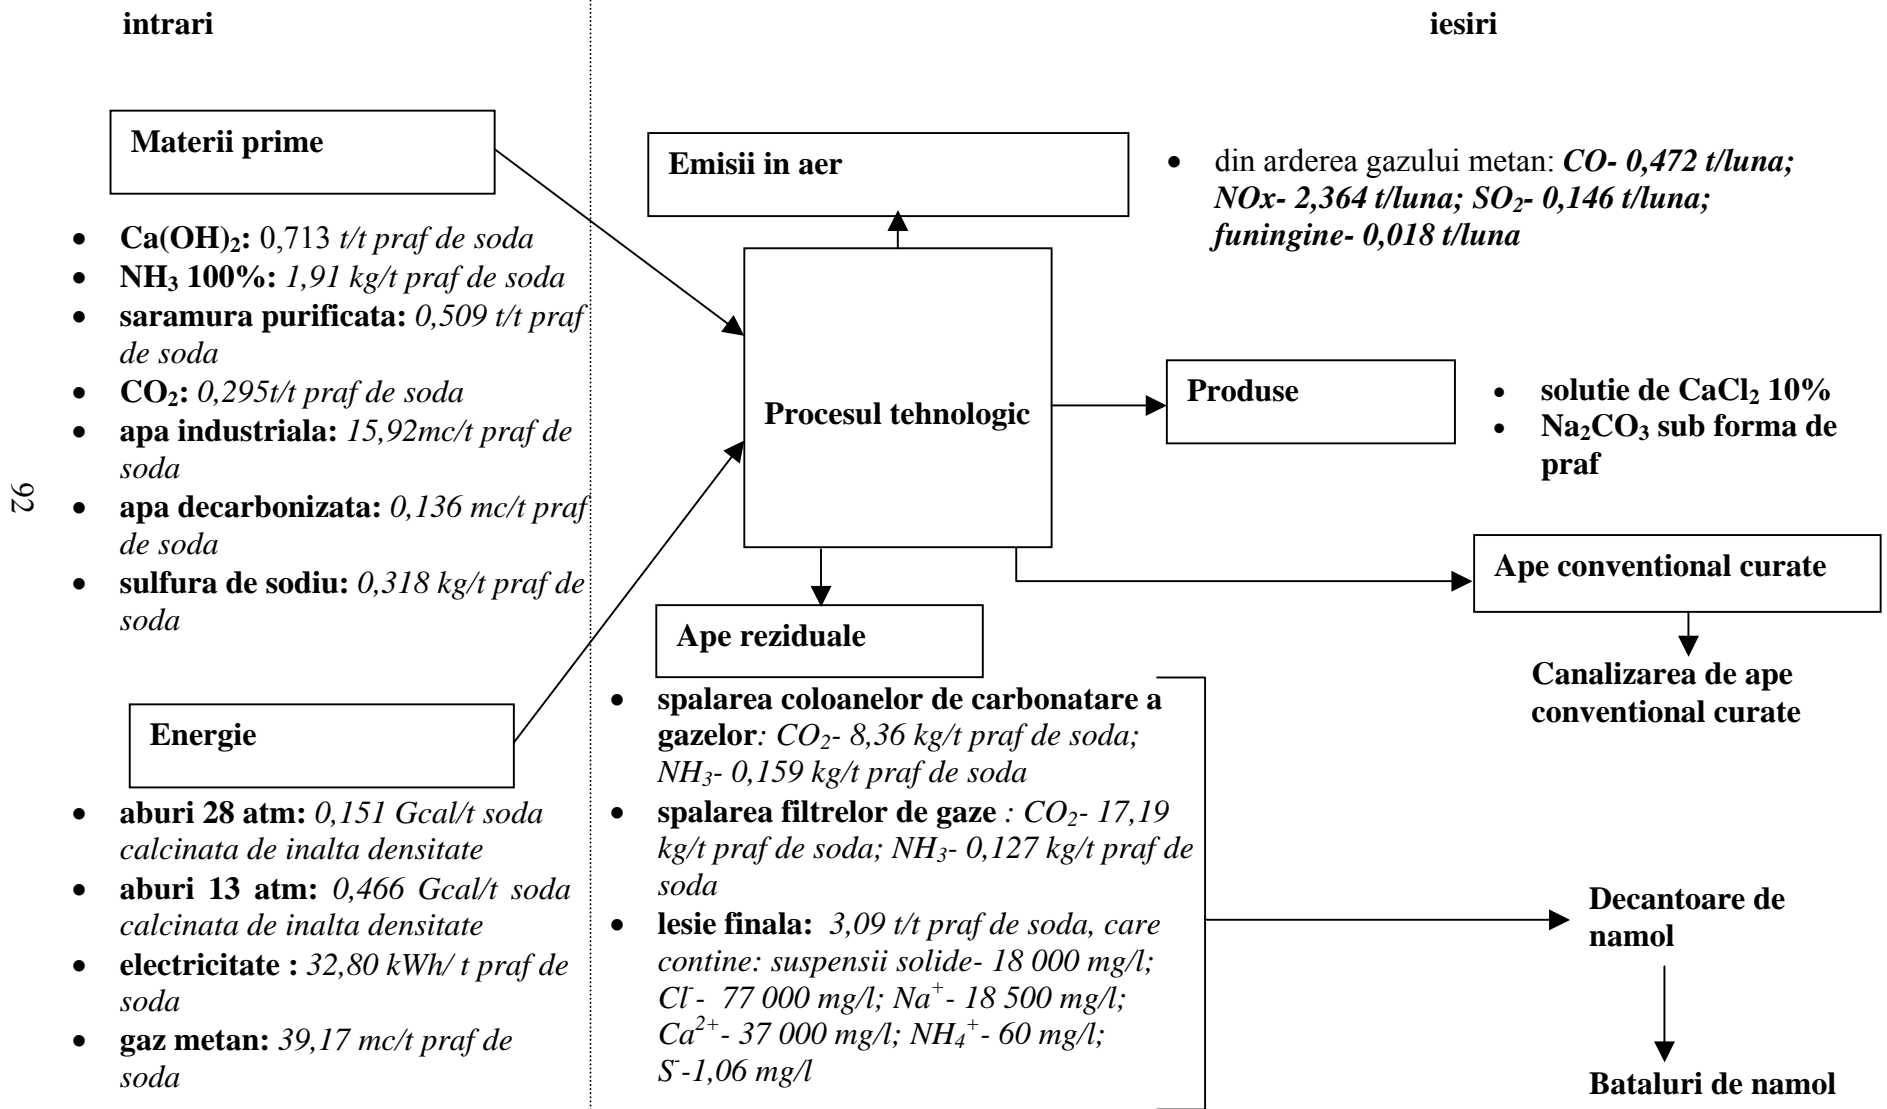 intrari
iesiri
Materii prime
• Ca(OH)₂: 0,713 t/t praf de soda
• NH₃ 100%: 1,91 kg/t praf de soda
• saramura purificata: 0,509 t/t praf
de soda
• CO₂: 0,295t/t praf de soda
• apa industriala: 15,92mc/t praf de
soda
• apa decarbonizata: 0,136 mc/t praf
de soda
• sulfura de sodiu: 0,318 kg/t praf de
soda
Energie
• aburi 28 atm: 0,151 Gcal/t soda
calcinata de inalta densitate
• aburi 13 atm: 0,466 Gcal/t soda
calcinata de inalta densitate
• electricitate : 32,80 kWh/ t praf de
soda
• gaz metan: 39,17 mc/t praf de
soda
92
Emisii in aer
• din arderea gazului metan: CO- 0,472 t/luna;
NOx- 2,364 t/luna; SO₂- 0,146 t/luna;
funingine- 0,018 t/luna
Procesul tehnologic
Produse
• solutie de CaCl₂ 10%
• Na₂CO₃ sub forma de
praf
Ape conventional curate
Canalizarea de ape
conventional curate
Ape reziduale
• spalarea coloanelor de carbonatare a
gazelor: CO₂- 8,36 kg/t praf de soda;
NH₃- 0,159 kg/t praf de soda
• spalarea filtrelor de gaze : CO₂- 17,19
kg/t praf de soda; NH₃- 0,127 kg/t praf de
soda
• lesie finala: 3,09 t/t praf de soda, care
contine: suspensii solide- 18 000 mg/l;
Cl⁻- 77 000 mg/l; Na⁺- 18 500 mg/l;
Ca²⁺- 37 000 mg/l; NH₄⁺- 60 mg/l;
S⁻-1,06 mg/l
Decantoare de
namol
Bataluri de namol